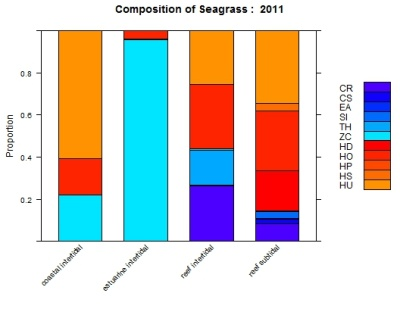 Composition of Seagrass : 2011
Proportion
0.8
0.6
0.4
0.2
coastal intertidal
estuarine intertidal
reef intertidal
reef subtidal
CR
CS
EA
SI
TH
ZC
HD
HO
HP
HS
HU